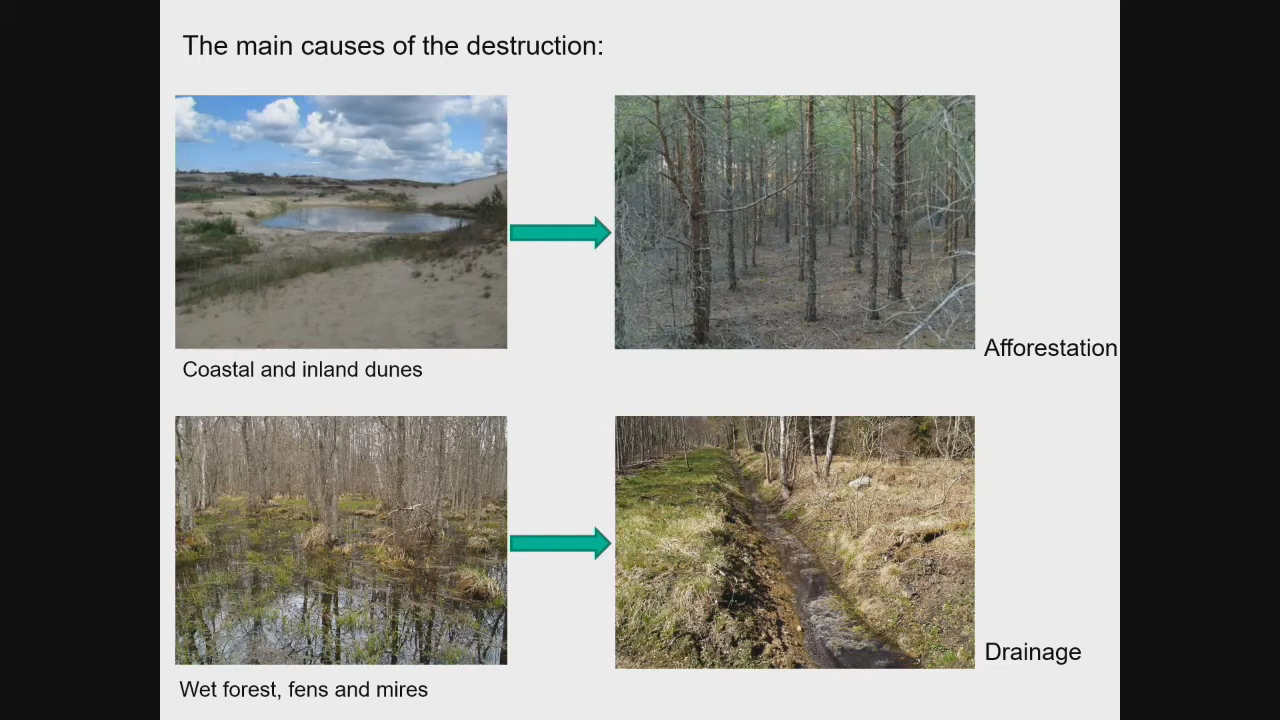 The main causes of the destruction:
Afforestation
Coastal and inland dunes
Drainage
Wet forest, fens and mires